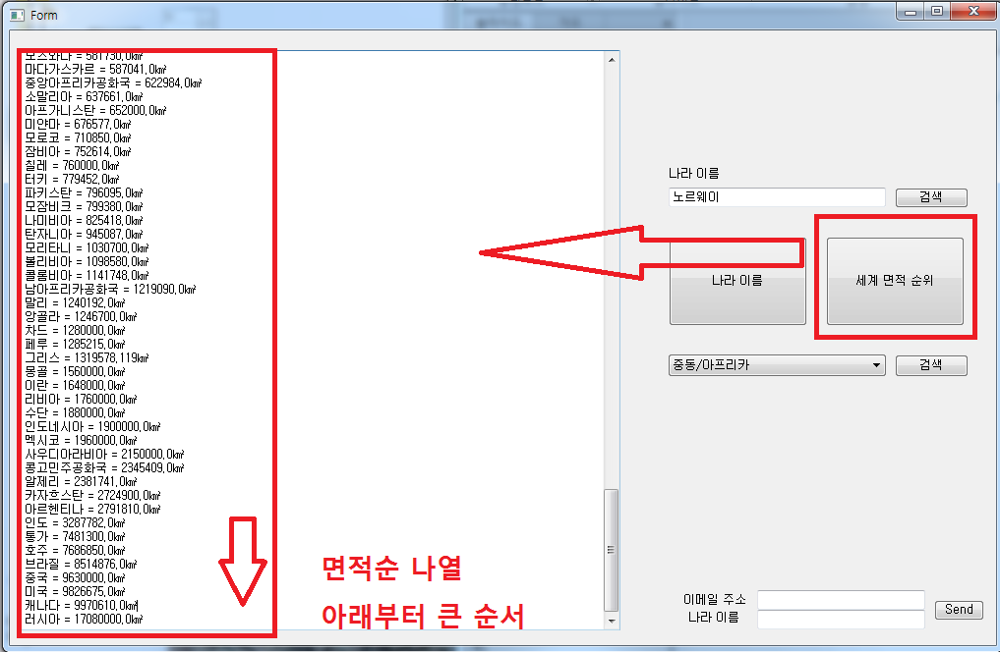 Form
마다가스카르 = 587041,0㎢
중앙아프리카공화국 = 622984,0㎢
소말리아 = 637661,0㎢
아프가니스탄 = 652000,0㎢
미얀마 = 676577,0㎢
모로코 = 710850,0㎢
잠비아 = 752614,0㎢
칠레 = 760000,0㎢
터키 = 779452,0㎢
파키스탄 = 796095,0㎢
모잠비크 = 799380,0㎢
나미비아 = 825418,0㎢
탄자니아 = 945087,0㎢
모리타니 = 1030700,0㎢
볼리비아 = 1098580,0㎢
콜롬비아 = 1141748,0㎢
남아프리카공화국 = 1219090,0㎢
말리 = 1240192,0㎢
앙골라 = 1246700,0㎢
차드 = 1280000,0㎢
페루 = 1285215,0㎢
그리스 = 1319578,119㎢
몽골 = 1560000,0㎢
이란 = 1648000,0㎢
리비아 = 1760000,0㎢
수단 = 1880000,0㎢
인도네시아 = 1900000,0㎢
멕시코 = 1960000,0㎢
사우디아라비아 = 2150000,0㎢
콩고민주공화국 = 2345409,0㎢
알제리 = 2381741,0㎢
카자흐스탄 = 2724900,0㎢
아르헨티나 = 2791810,0㎢
인도 = 3287782,0㎢
통가 = 7481300,0㎢
호주 = 7686850,0㎢
브라질 = 8514876,0㎢
중국 = 9630000,0㎢
미국 = 9826675,0㎢
캐나다 = 9970610,0㎢
러시아 = 17080000,0㎢
면적순 나열
아래부터 큰 순서
나라 이름
노르웨이
검색
나라 이름
세계 면적 순위
중동/아프리카
검색
이메일 주소
나라 이름
Send